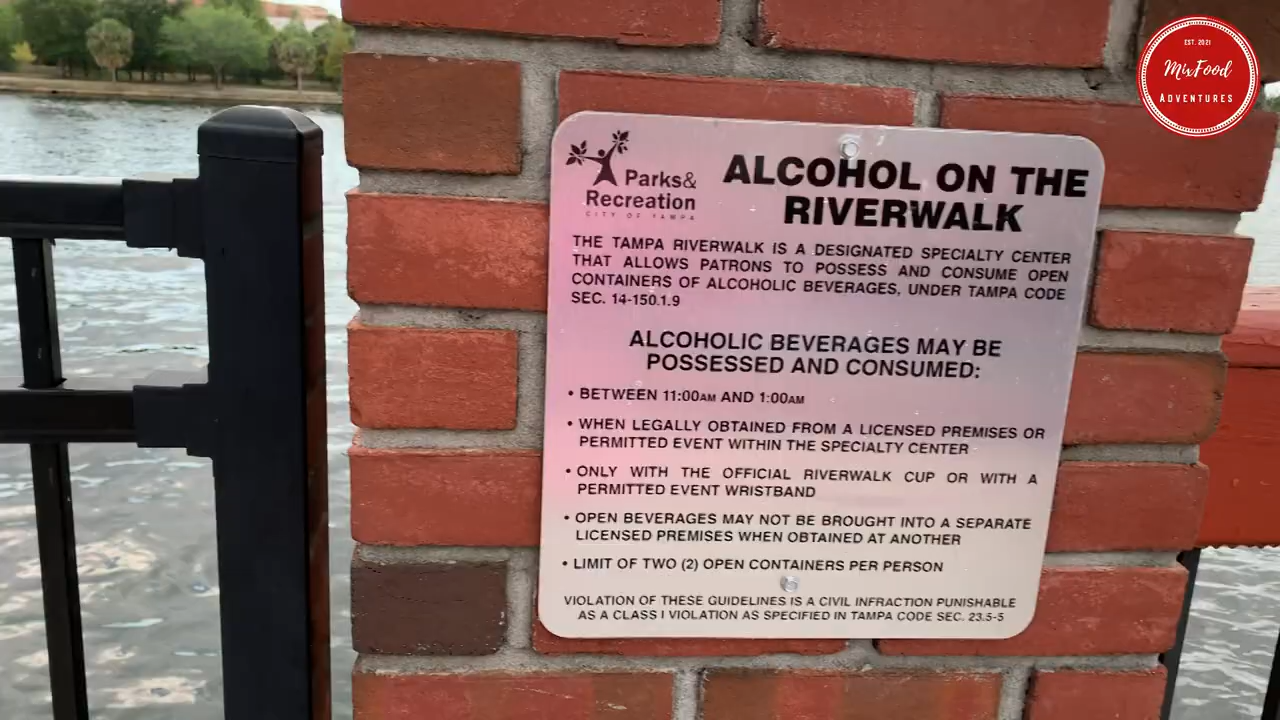 EST. 2021
MixFood
ADVENTURES
Parks&
Recreation
CITY OF TAMPA
ALCOHOL ON THE
RIVERWALK
THE TAMPA RIVERWALK IS A DESIGNATED SPECIALTY CENTER
THAT ALLOWS PATRONS TO POSSESS AND CONSUME OPEN
CONTAINERS OF ALCOHOLIC BEVERAGES, UNDER TAMPA CODE
SEC. 14-150.1.9
ALCOHOLIC BEVERAGES MAY BE
POSSESSED AND CONSUMED:
• BETWEEN 11:00AM AND 1:00AM
• WHEN LEGALLY OBTAINED FROM A LICENSED PREMISES OR
PERMITTED EVENT WITHIN THE SPECIALTY CENTER
• ONLY WITH THE OFFICIAL RIVERWALK CUP OR WITH A
PERMITTED EVENT WRISTBAND
• OPEN BEVERAGES MAY NOT BE BROUGHT INTO A SEPARATE
LICENSED PREMISES WHEN OBTAINED AT ANOTHER
• LIMIT OF TWO (2) OPEN CONTAINERS PER PERSON
VIOLATION OF THESE GUIDELINES IS A CIVIL INFRACTION PUNISHABLE
AS A CLASS I VIOLATION AS SPECIFIED IN TAMPA CODE SEC. 23.5-5